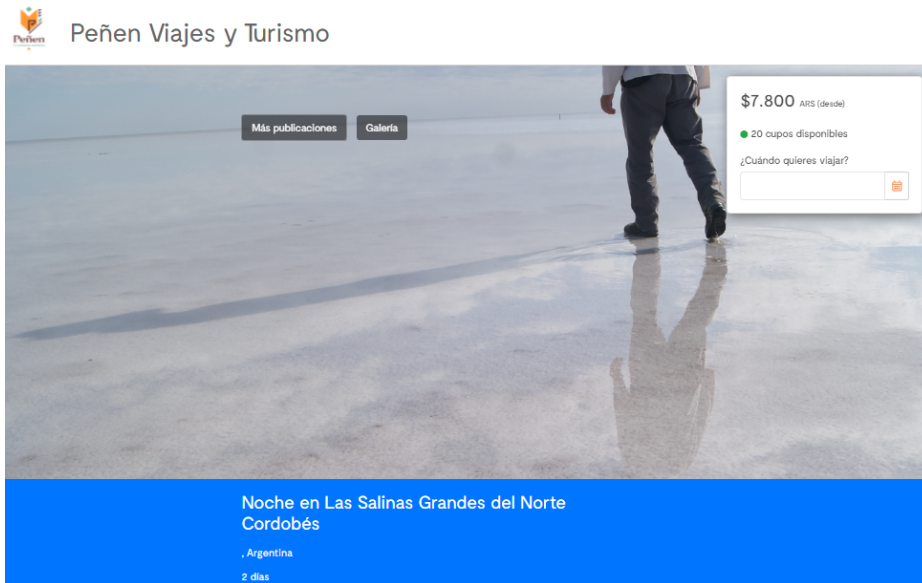 Peñen
Peñen Viajes y Turismo
$7.800 ARS (desde)
20 cupos disponibles
¿Cuándo quieres viajar?
Más publicaciones
Galería
Noche en Las Salinas Grandes del Norte
Cordobés
, Argentina
2 días